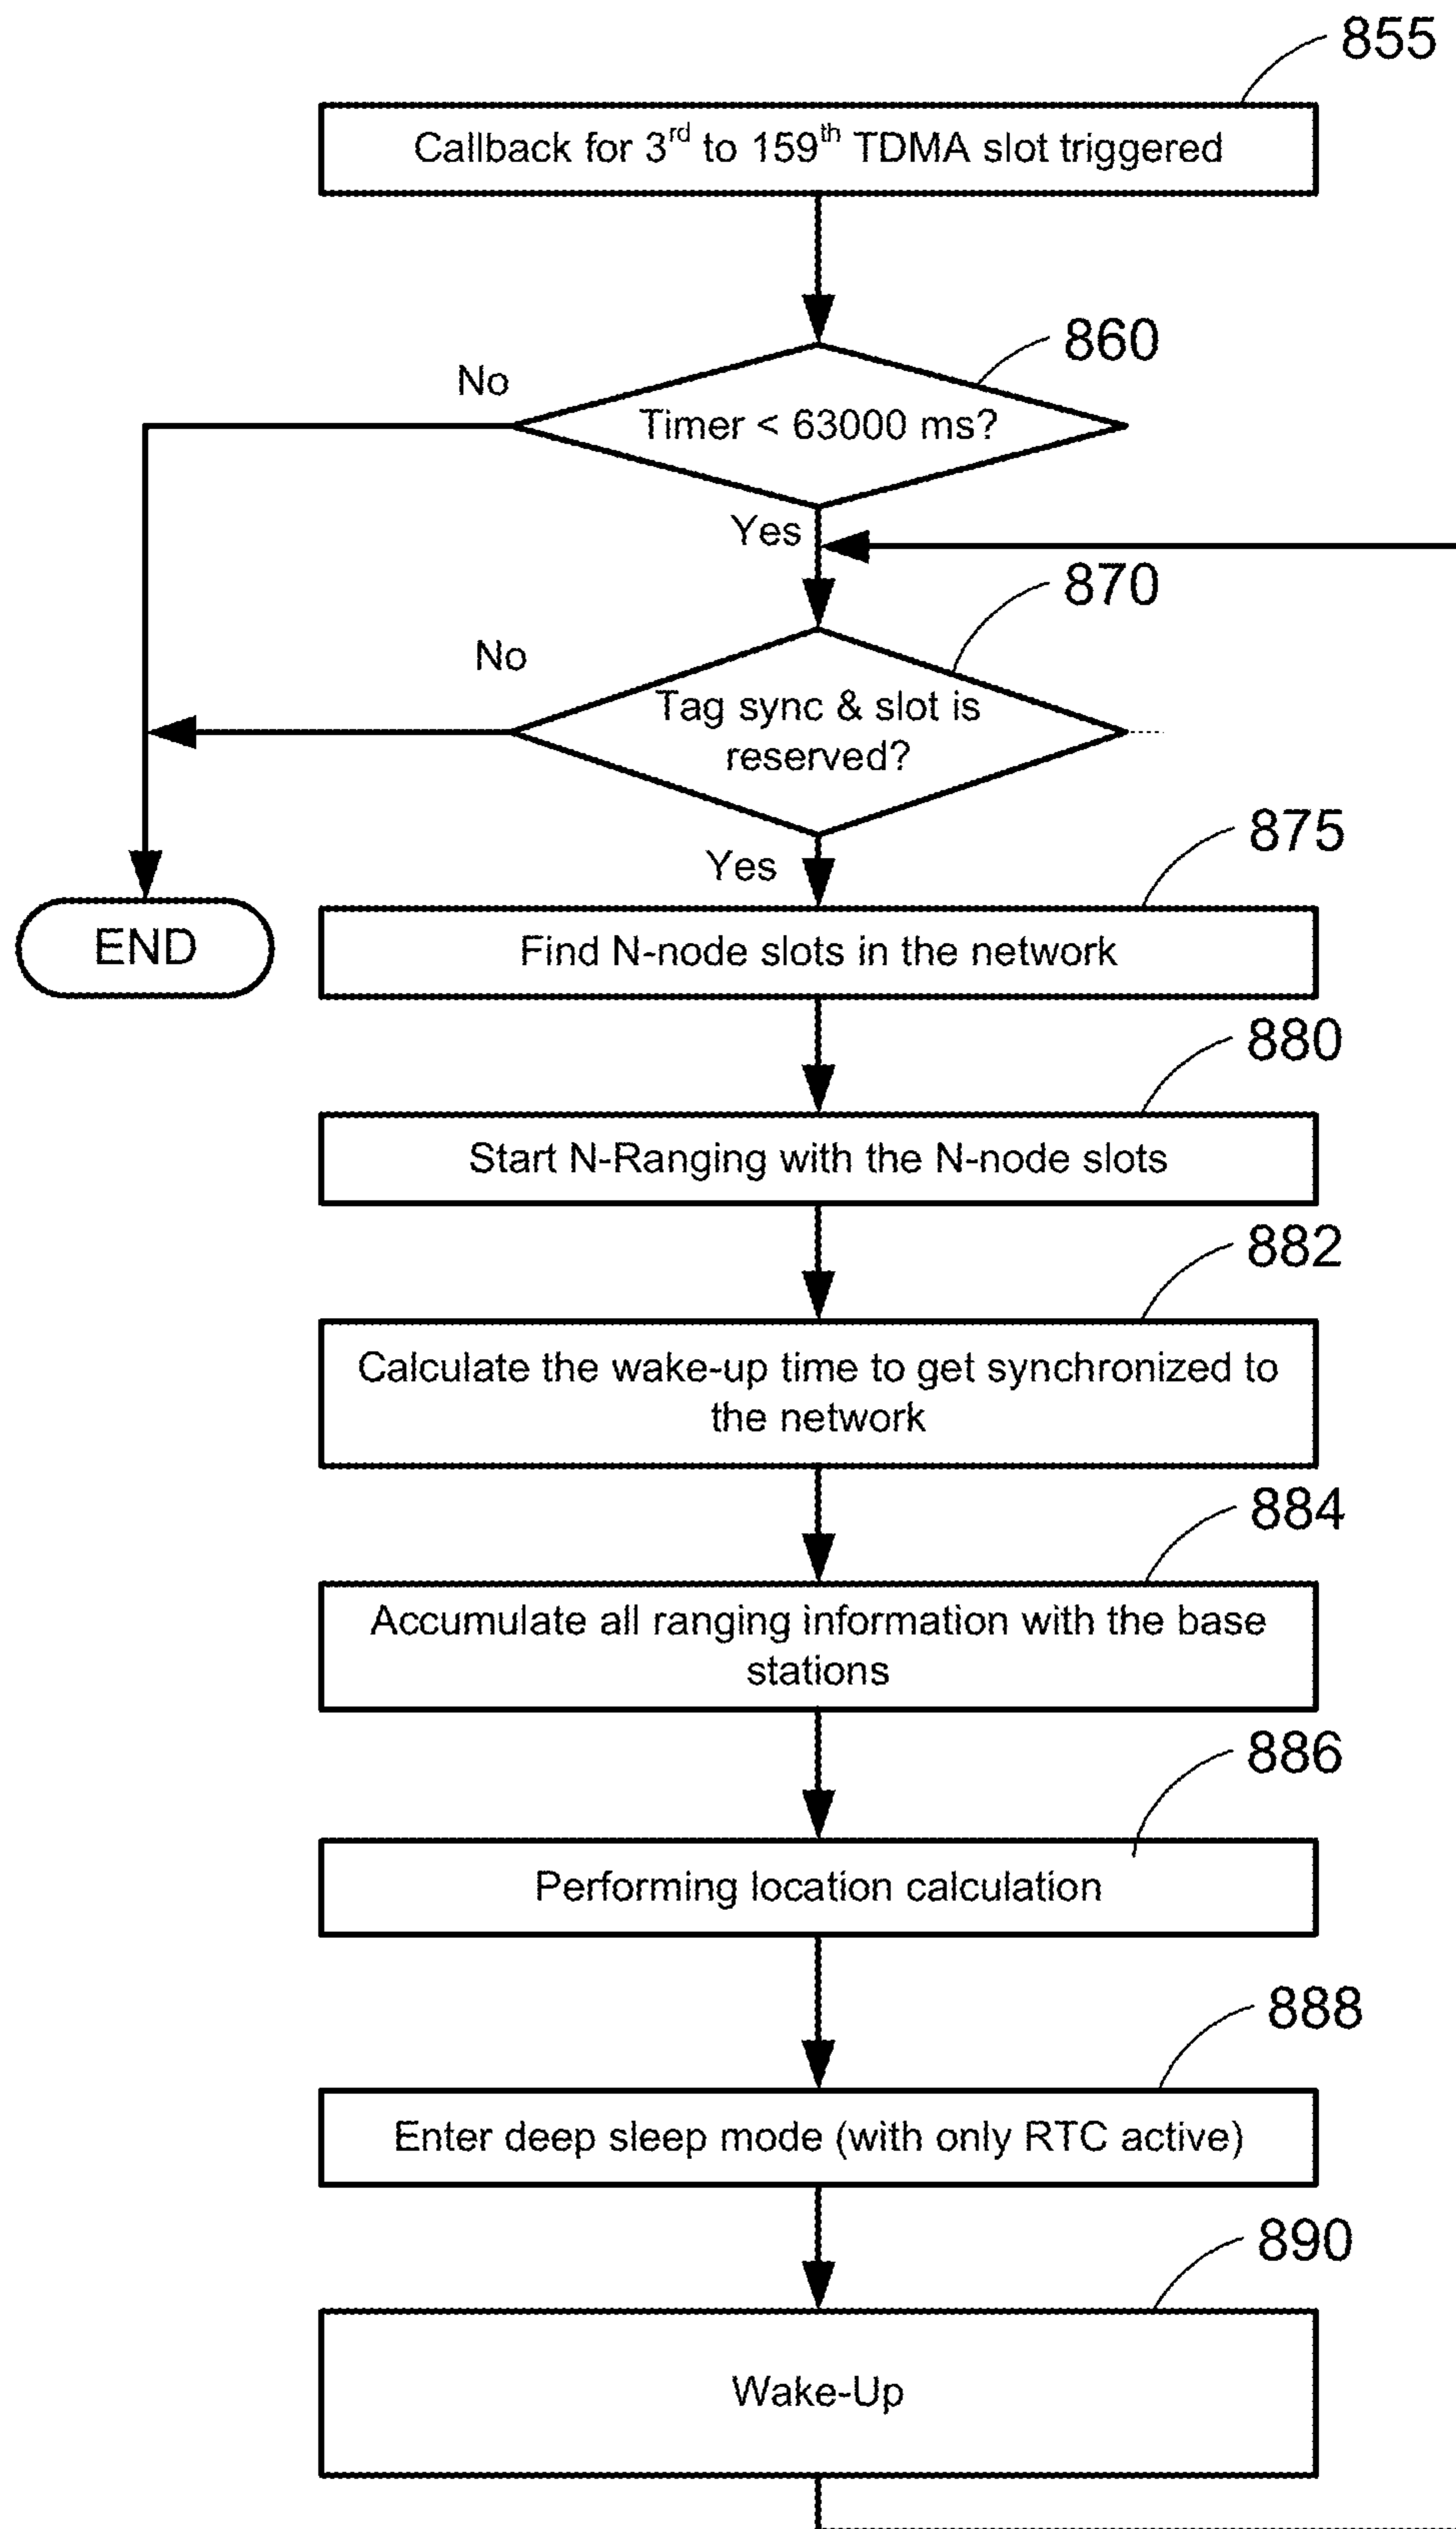 855
Callback for 3rd to 159th TDMA slot triggered
860
No
Timer < 63000 ms?
Yes
870
No
Tag sync & slot is
reserved?
875
Yes
END
Find N-node slots in the network
880
Start N-Ranging with the N-node slots
882
Calculate the wake-up time to get synchronized to
the network
884
Accumulate all ranging information with the base
stations
886
Performing location calculation
888
Enter deep sleep mode (with only RTC active)
890
Wake-Up